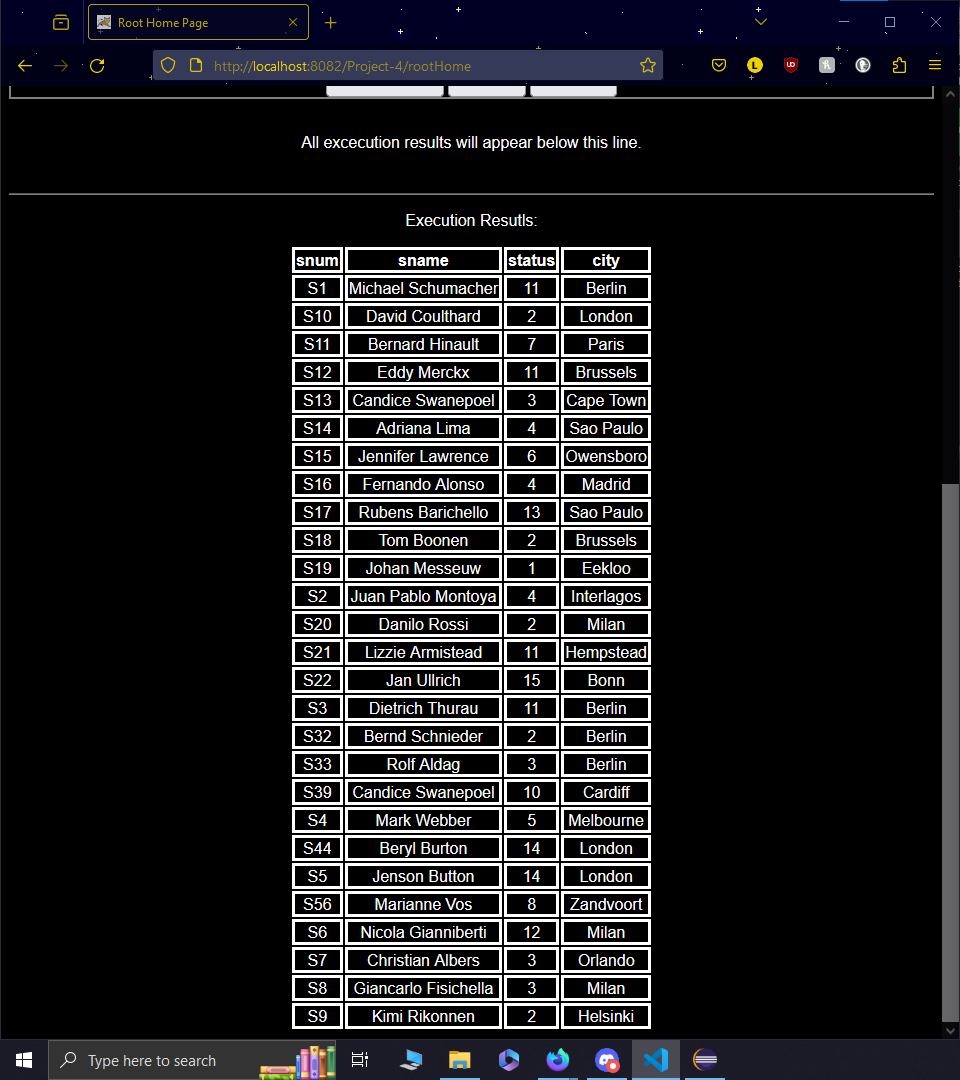 Root Home Page
http://localhost:8082/Project-4/rootHome
L
UD
All excecution results will appear below this line.
Execution Resutls:
snum sname status city
S1 Michael Schumacher 11 Berlin
S10 David Coulthard 2 London
S11 Bernard Hinault 7 Paris
S12 Eddy Merckx 11 Brussels
S13 Candice Swanepoel 3 Cape Town
S14 Adriana Lima 4 Sao Paulo
S15 Jennifer Lawrence 6 Owensboro
S16 Fernando Alonso 4 Madrid
S17 Rubens Barichello 13 Sao Paulo
S18 Tom Boonen 2 Brussels
S19 Johan Messeuw 1 Eekloo
S2 Juan Pablo Montoya 4 Interlagos
S20 Danilo Rossi 2 Milan
S21 Lizzie Armistead 11 Hempstead
S22 Jan Ullrich 15 Bonn
S3 Dietrich Thurau 11 Berlin
S32 Bernd Schnieder 2 Berlin
S33 Rolf Aldag 3 Berlin
S39 Candice Swanepoel 10 Cardiff
S4 Mark Webber 5 Melbourne
S44 Beryl Burton 14 London
S5 Jenson Button 14 London
S56 Marianne Vos 8 Zandvoort
S6 Nicola Gianniberti 12 Milan
S7 Christian Albers 3 Orlando
S8 Giancarlo Fisichella 3 Milan
S9 Kimi Rikonnen 2 Helsinki
Type here to search